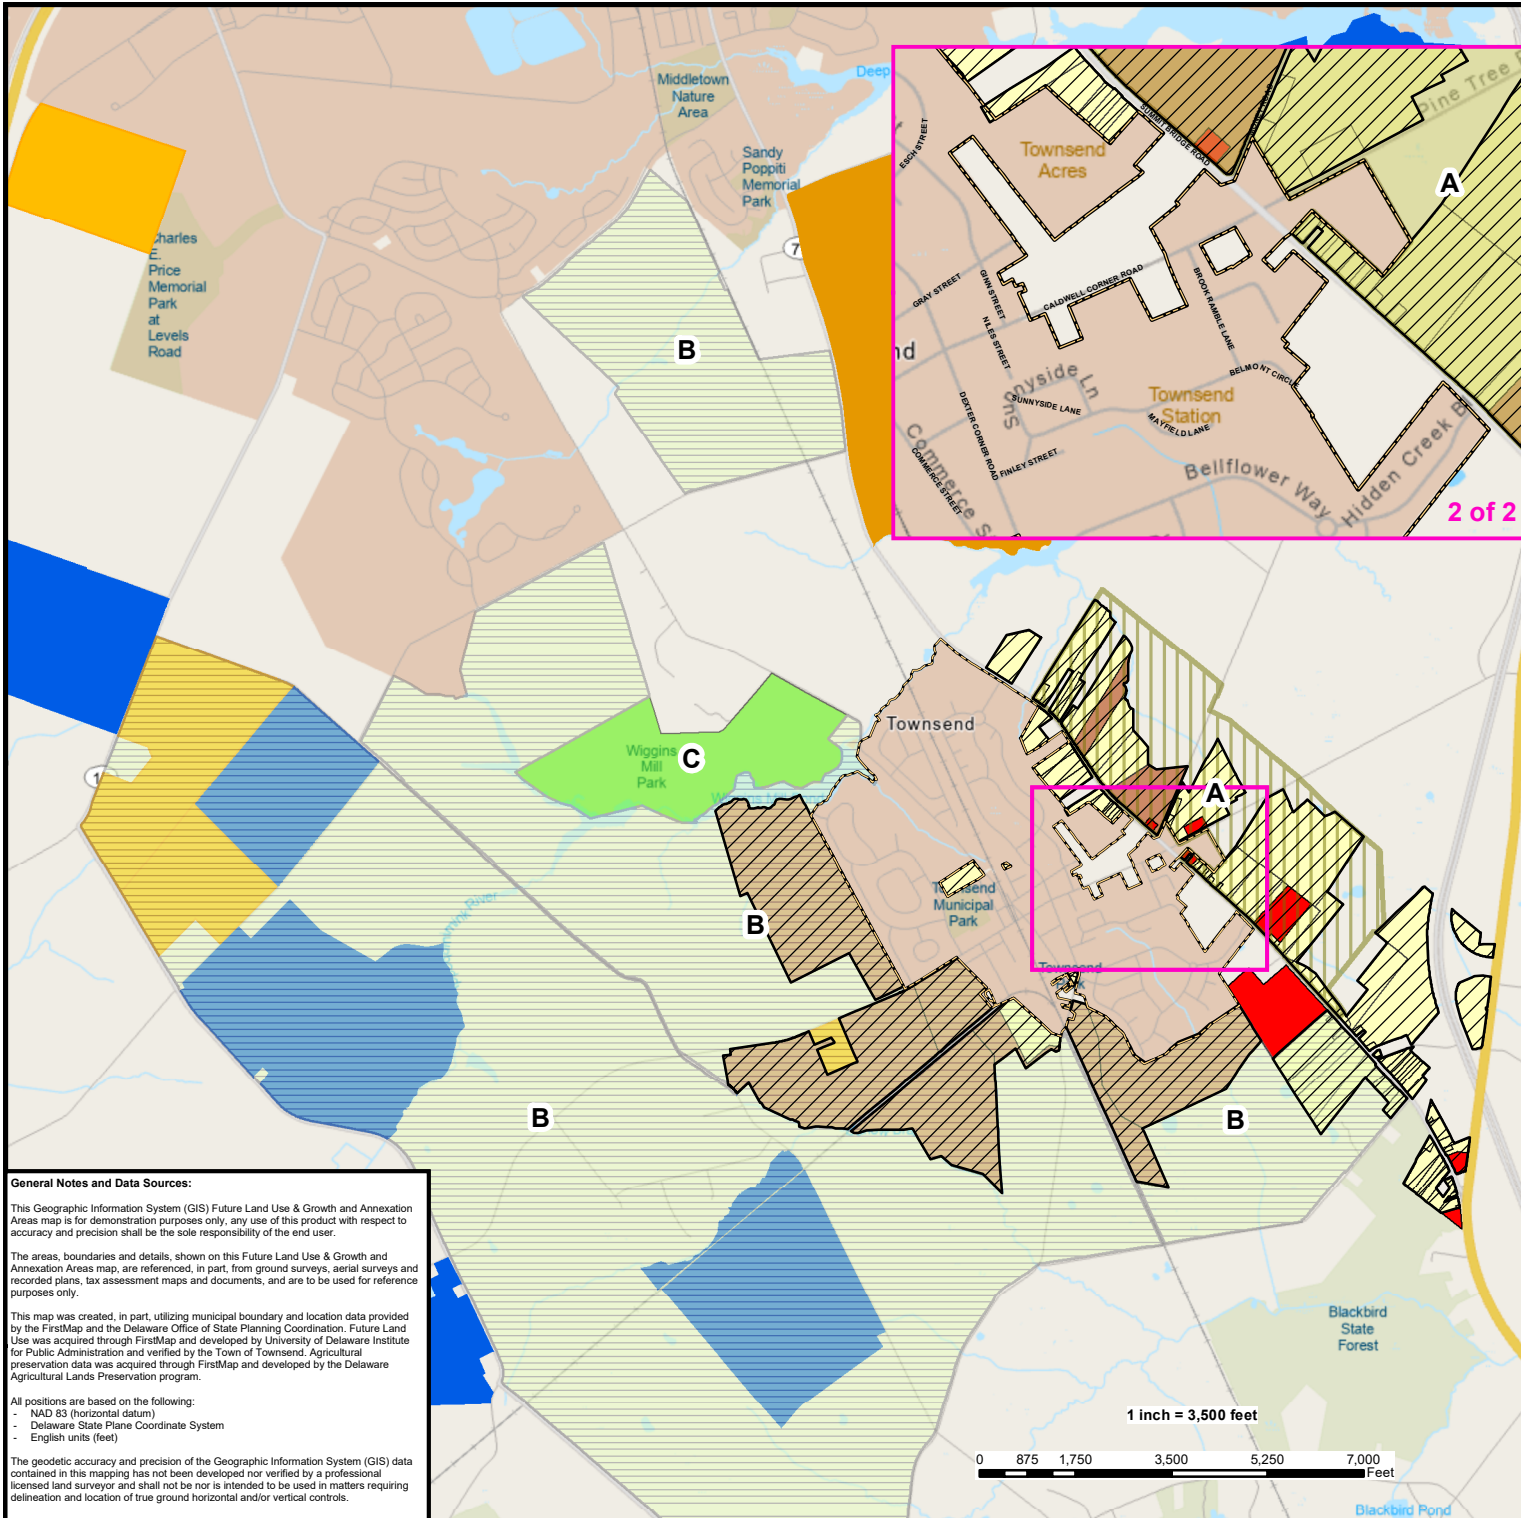 Middletown
Nature
Area
Deep
Sandy
Poppiti
Memorial
Park
7
Charles
E.
Price
Memorial
Park
at
Levels
Road
B
ESCH STREET
Townsend
Acres
SUMMIT BRIDGE ROAD
Pine Tree
A
GRAY STREET
GINN STREET
NILES STREET
CALDWELL CORNER ROAD
BROOK RAMBLE LANE
BELMONT CIRCLE
nd
Sunnyside Ln
SUNNYSIDE LANE
Townsend
Station
MAYFIELD LANE
DEXTER CORNER ROAD
FINLEY STREET
Commerce S
COMMERCE STREET
Bellflower Way
Hidden Creek B
2 of 2
Townsend
Wiggins
Mill
Park
C
1
A
Townsend
Municipal
Park
B
River
Townsend
B
B
General Notes and Data Sources:
This Geographic Information System (GIS) Future Land Use & Growth and Annexation
Areas map is for demonstration purposes only, any use of this product with respect to
accuracy and precision shall be the sole responsibility of the end user.
The areas, boundaries and details, shown on this Future Land Use & Growth and
Annexation Areas map, are referenced, in part, from ground surveys, aerial surveys and
recorded plans, tax assessment maps and documents, and are to be used for reference
purposes only.
This map was created, in part, utilizing municipal boundary and location data provided
by the FirstMap and the Delaware Office of State Planning Coordination. Future Land
Use was acquired through FirstMap and developed by University of Delaware Institute
for Public Administration and verified by the Town of Townsend. Agricultural
preservation data was acquired through FirstMap and developed by the Delaware
Agricultural Lands Preservation program.
All positions are based on the following:
- NAD 83 (horizontal datum)
- Delaware State Plane Coordinate System
- English units (feet)
The geodetic accuracy and precision of the Geographic Information System (GIS) data
contained in this mapping has not been developed nor verified by a professional
licensed land surveyor and shall not be nor is intended to be used in matters requiring
delineation and location of true ground horizontal and/or vertical controls.
Blackbird
State
Forest
1 inch = 3,500 feet
0 875 1,750 3,500 5,250 7,000
Feet
Blackbird Pond